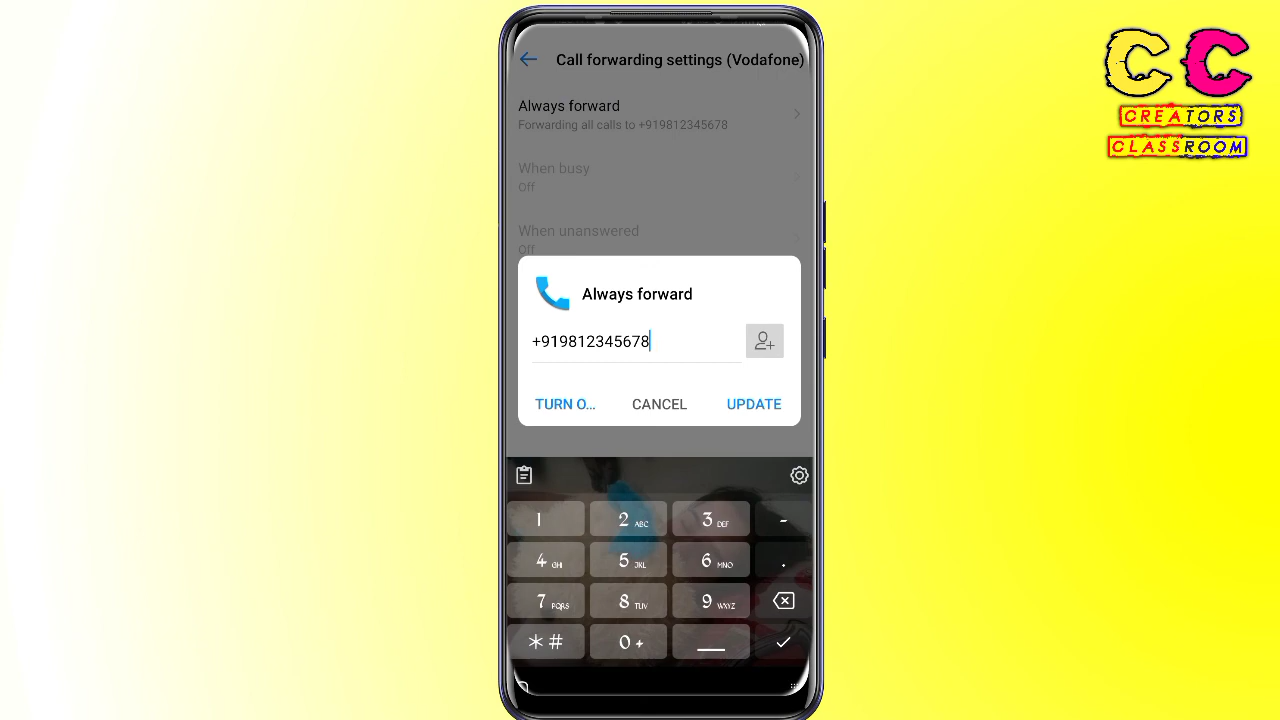 Call forwarding settings (Vodafone)
Always forward
Forwarding all calls to +919812345678
When busy
Off
When unanswered
Off
Always forward
+919812345678
TURN O...
CANCEL
UPDATE
1
2 ABC
3 DEF
-
4 GHI
5 JKL
6 MNO
.
7 PQRS
8 TUV
9 WXYZ
*#
0 +
CC
CREATORS
CLASSROOM